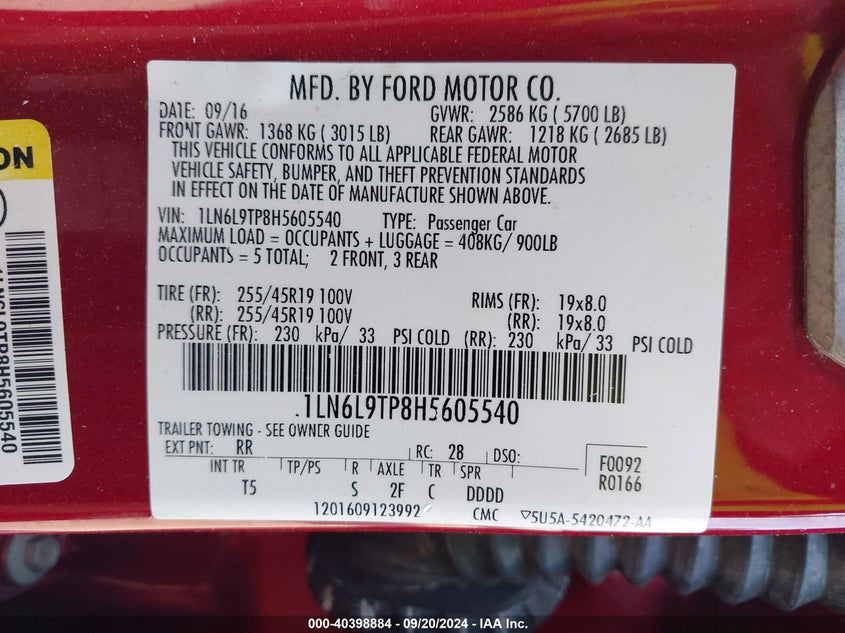 MFD. BY FORD MOTOR CO.
DATE: 09/16 GVWR: 2586 KG ( 5700 LB)
FRONT GAWR: 1368 KG ( 3015 LB) REAR GAWR: 1218 KG ( 2685 LB)
THIS VEHICLE CONFORMS TO ALL APPLICABLE FEDERAL MOTOR
VEHICLE SAFETY, BUMPER, AND THEFT PREVENTION STANDARDS
IN EFFECT ON THE DATE OF MANUFACTURE SHOWN ABOVE.
VIN: 1LN6L9TP8H5605540 TYPE: Passenger Car
MAXIMUM LOAD = OCCUPANTS + LUGGAGE = 408KG/ 900LB
OCCUPANTS = 5 TOTAL; 2 FRONT, 3 REAR
TIRE (FR): 255/45R19 100V RIMS (FR): 19x8.0
(RR): 255/45R19 100V (RR): 19x8.0
PRESSURE (FR): 230 kPa/ 33 PSI COLD (RR): 230 kPa/ 33 PSI COLD
.1LN6L9TP8H5605540
TRAILER TOWING - SEE OWNER GUIDE
EXT PNT: RR RC: 28 DSO: F0092
INT TR TP/PS R AXLE TR SPR R0166
T5 S 2F C DDDD
1201609123992 CMC ▽5U5A-5420472-AA
ON
1LN6L9TP8H5605540
000-40398884 - 09/20/2024 - IAA Inc.